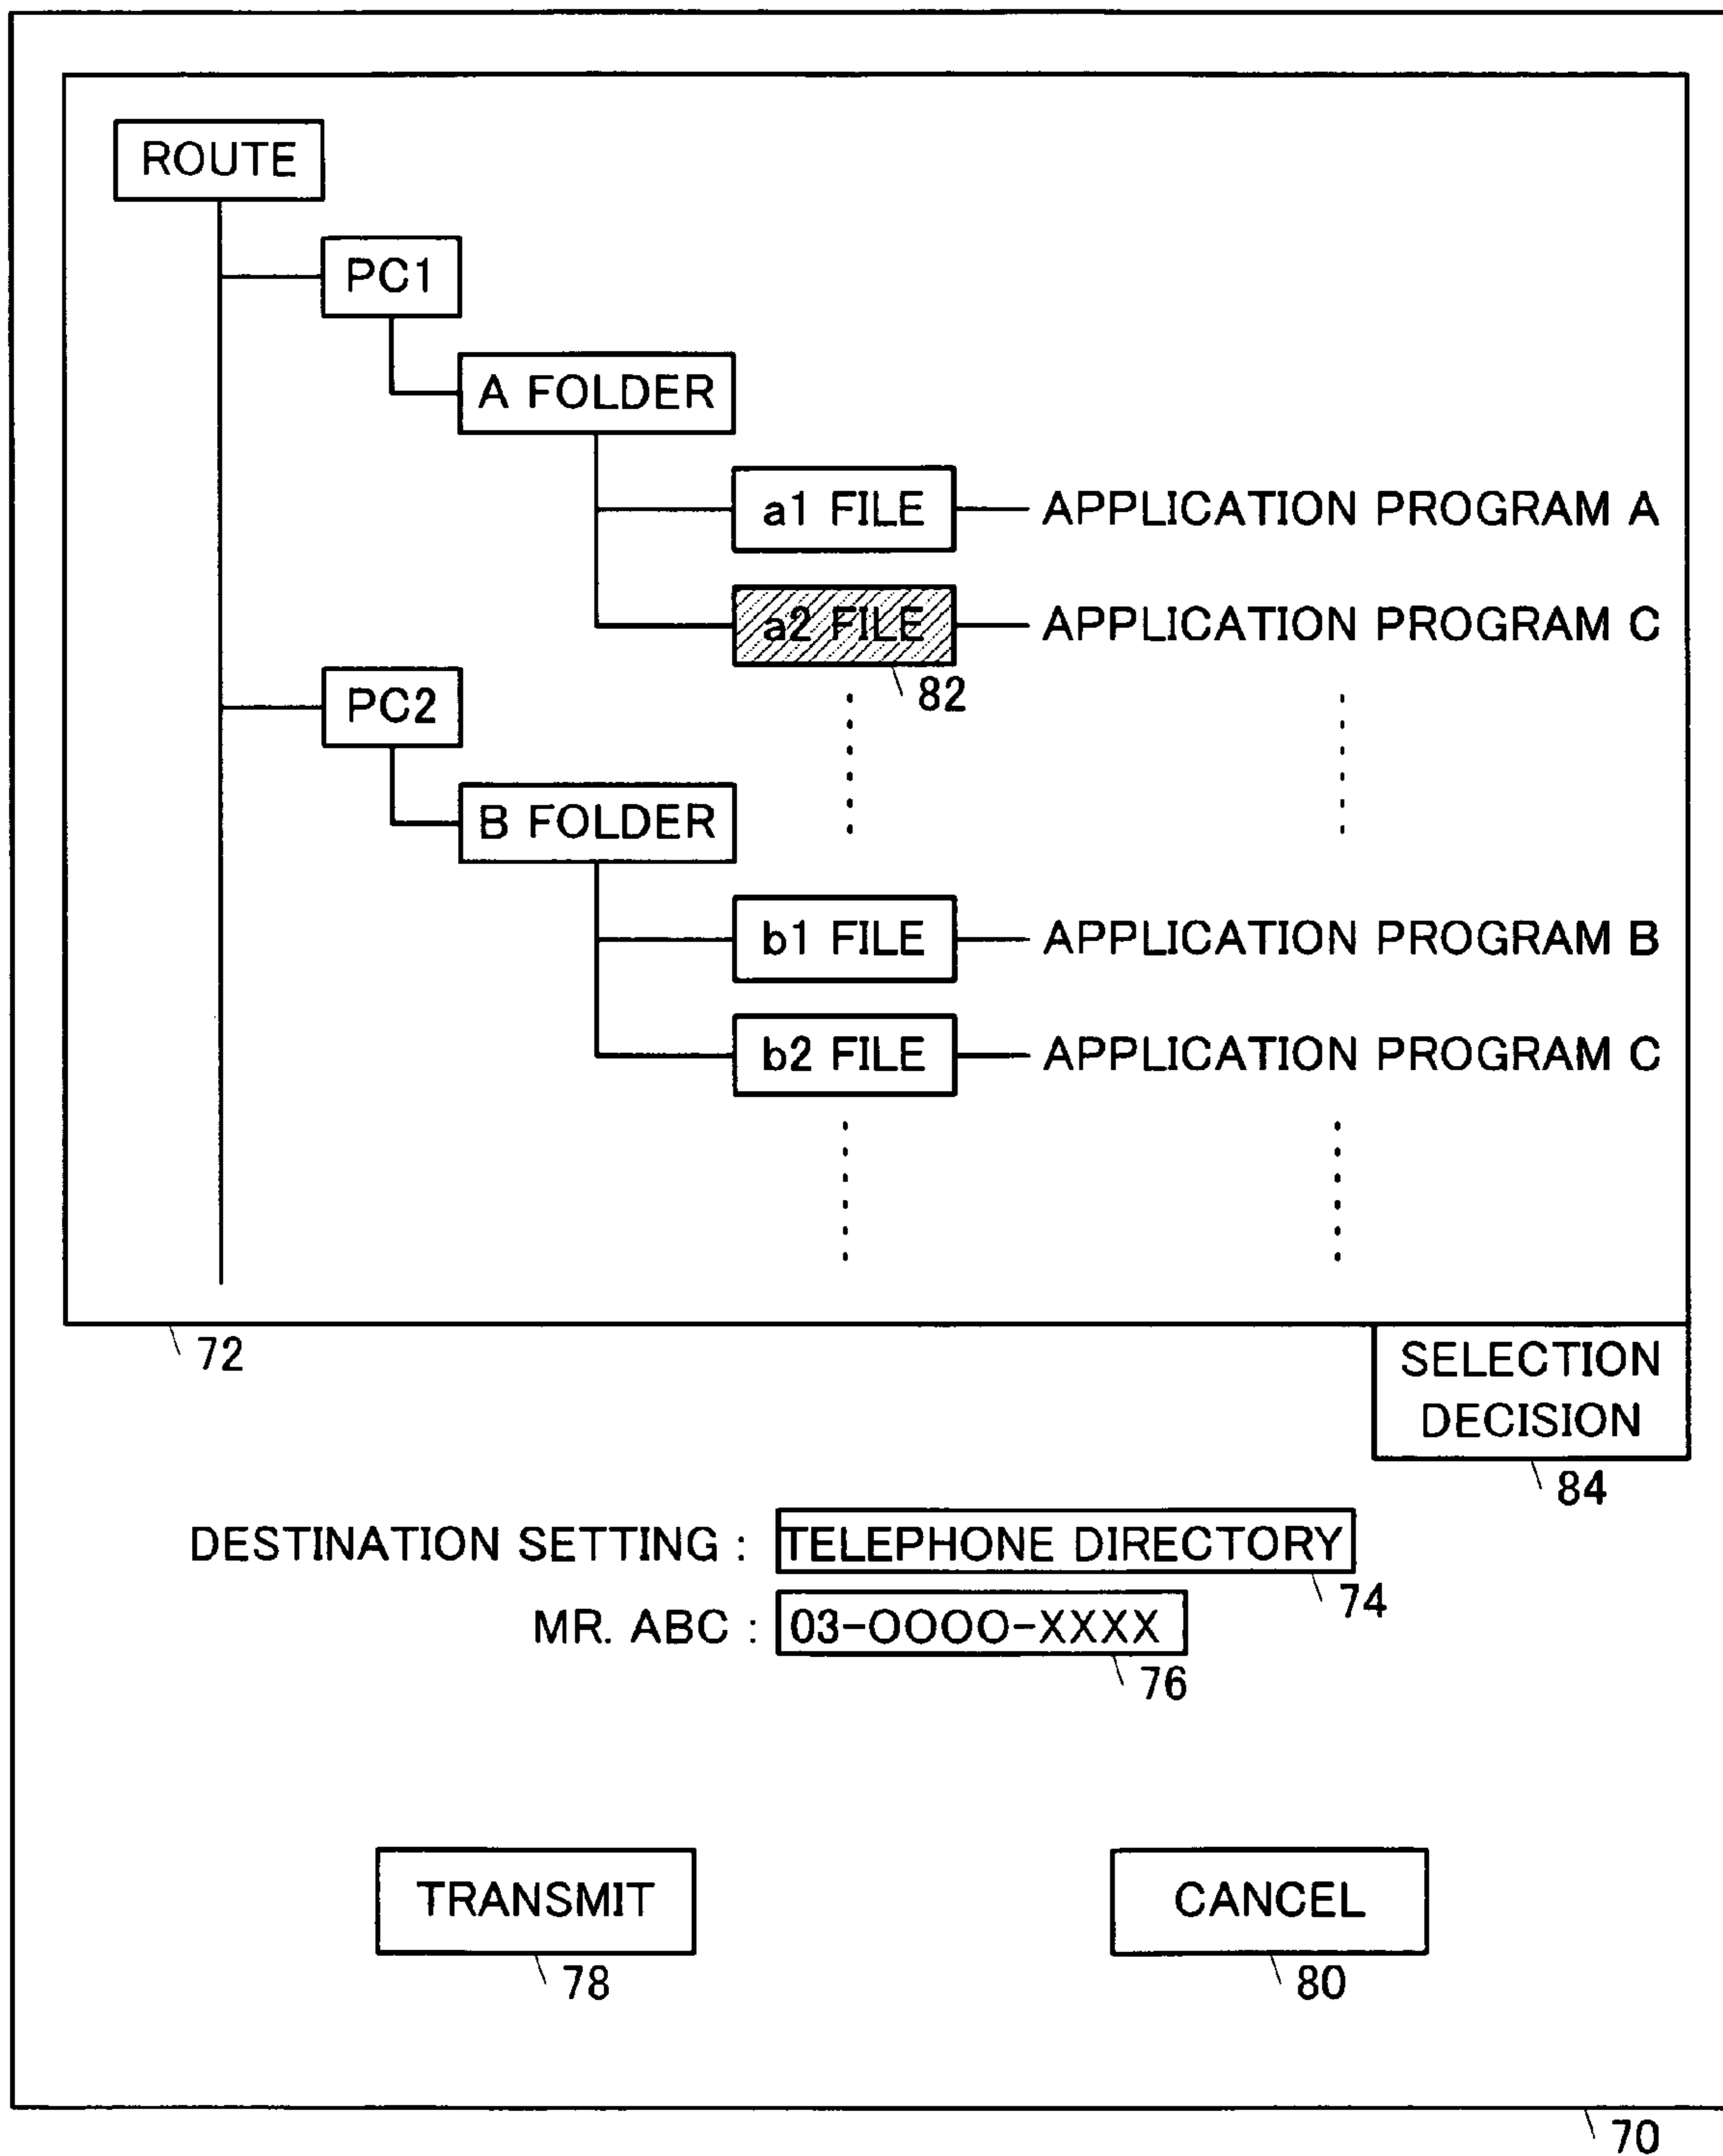 ROUTE
PC1
A FOLDER
a1 FILE APPLICATION PROGRAM A
a2 FILE APPLICATION PROGRAM C
82
PC2
B FOLDER
b1 FILE APPLICATION PROGRAM B
b2 FILE APPLICATION PROGRAM C
72
SELECTION
DECISION
84
DESTINATION SETTING : TELEPHONE DIRECTORY
74
MR. ABC : 03-OOOO-XXXX
76
TRANSMIT CANCEL
78 80
70